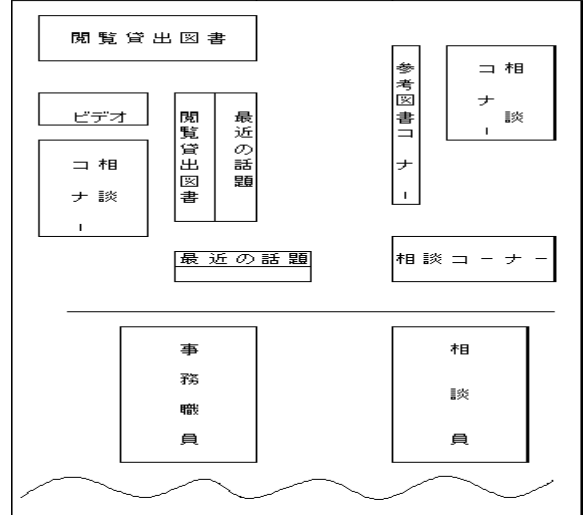 閲覧貸出図書
ビデオ
相談
コーナー
閲覧貸出図書
最近の話題
参考図書コーナー
相談
コーナー
最近の話題
相談コーナー
事務職員
相談員